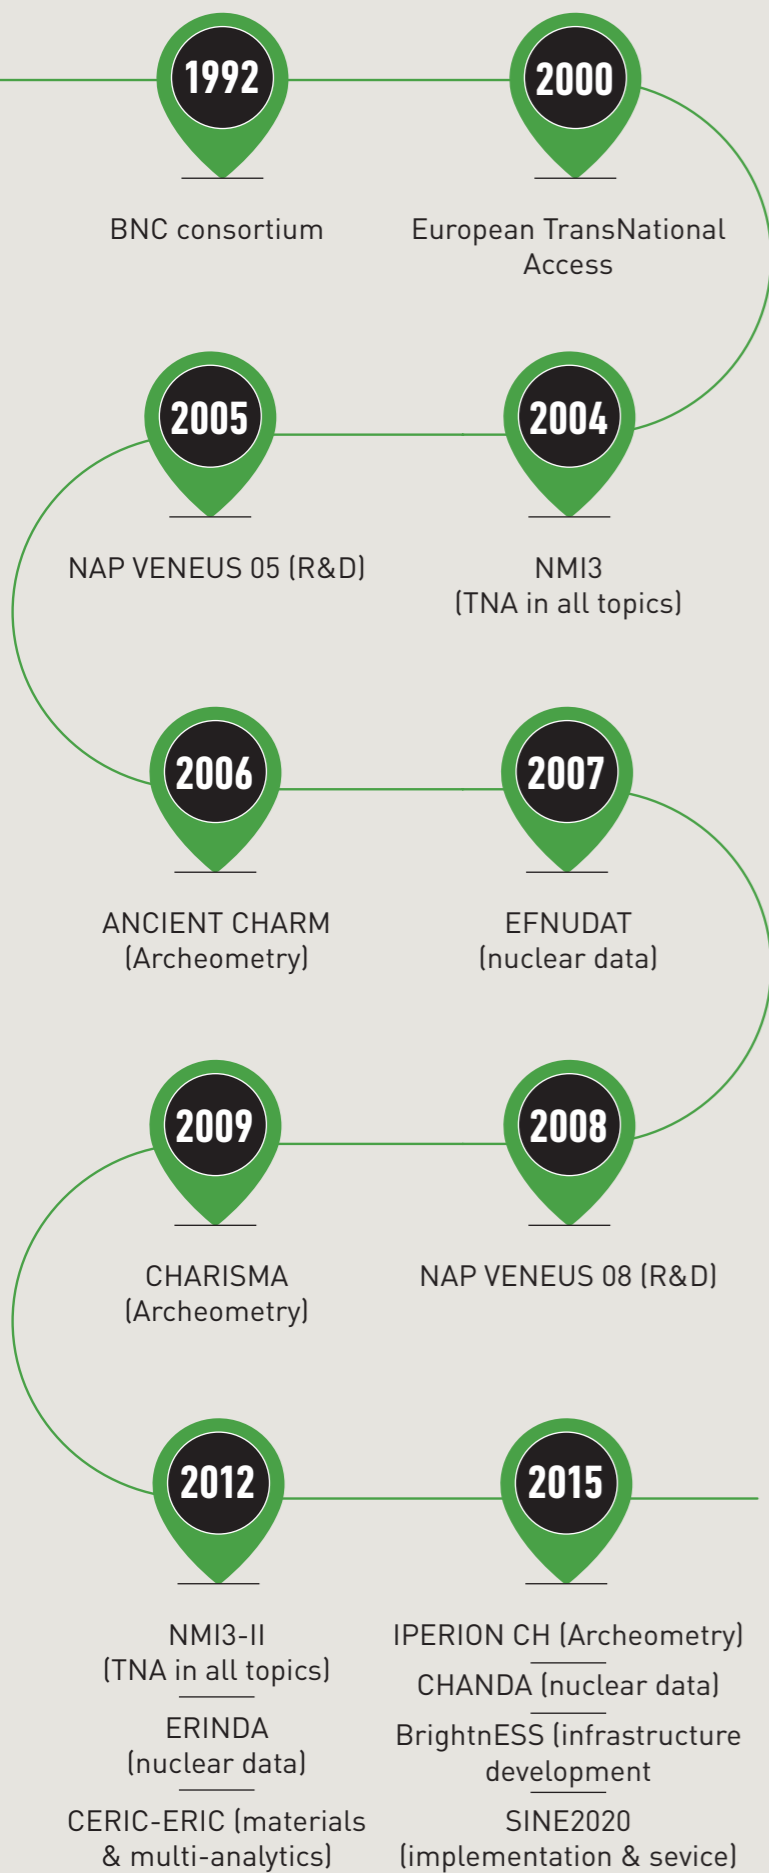 1992
BNC consortium
2000
European TransNational
Access
2004
NMI3
(TNA in all topics)
2005
NAP VENEUS 05 (R&D)
2006
ANCIENT CHARM
(Archeometry)
2007
EFNUDAT
(nuclear data)
2008
NAP VENEUS 08 (R&D)
2009
CHARISMA
(Archeometry)
2012
NMI3-II
(TNA in all topics)
ERINDA
(nuclear data)
CERIC-ERIC (materials
& multi-analytics)
2015
IPERION CH (Archeometry)
CHANDA (nuclear data)
BrightnESS (infrastructure
development
SINE2020
(implementation & sevice)